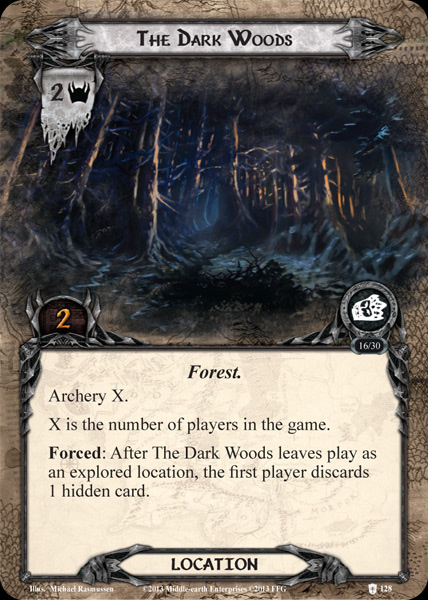 The Dark Woods
2
2
16/30
Forest.
Archery X.
X is the number of players in the game.
Forced: After The Dark Woods leaves play as
an explored location, the first player discards
1 hidden card.
LOCATION
Illus. Michael Rasmussen ©2013 Middle-earth Enterprises ©2013 FFG 128